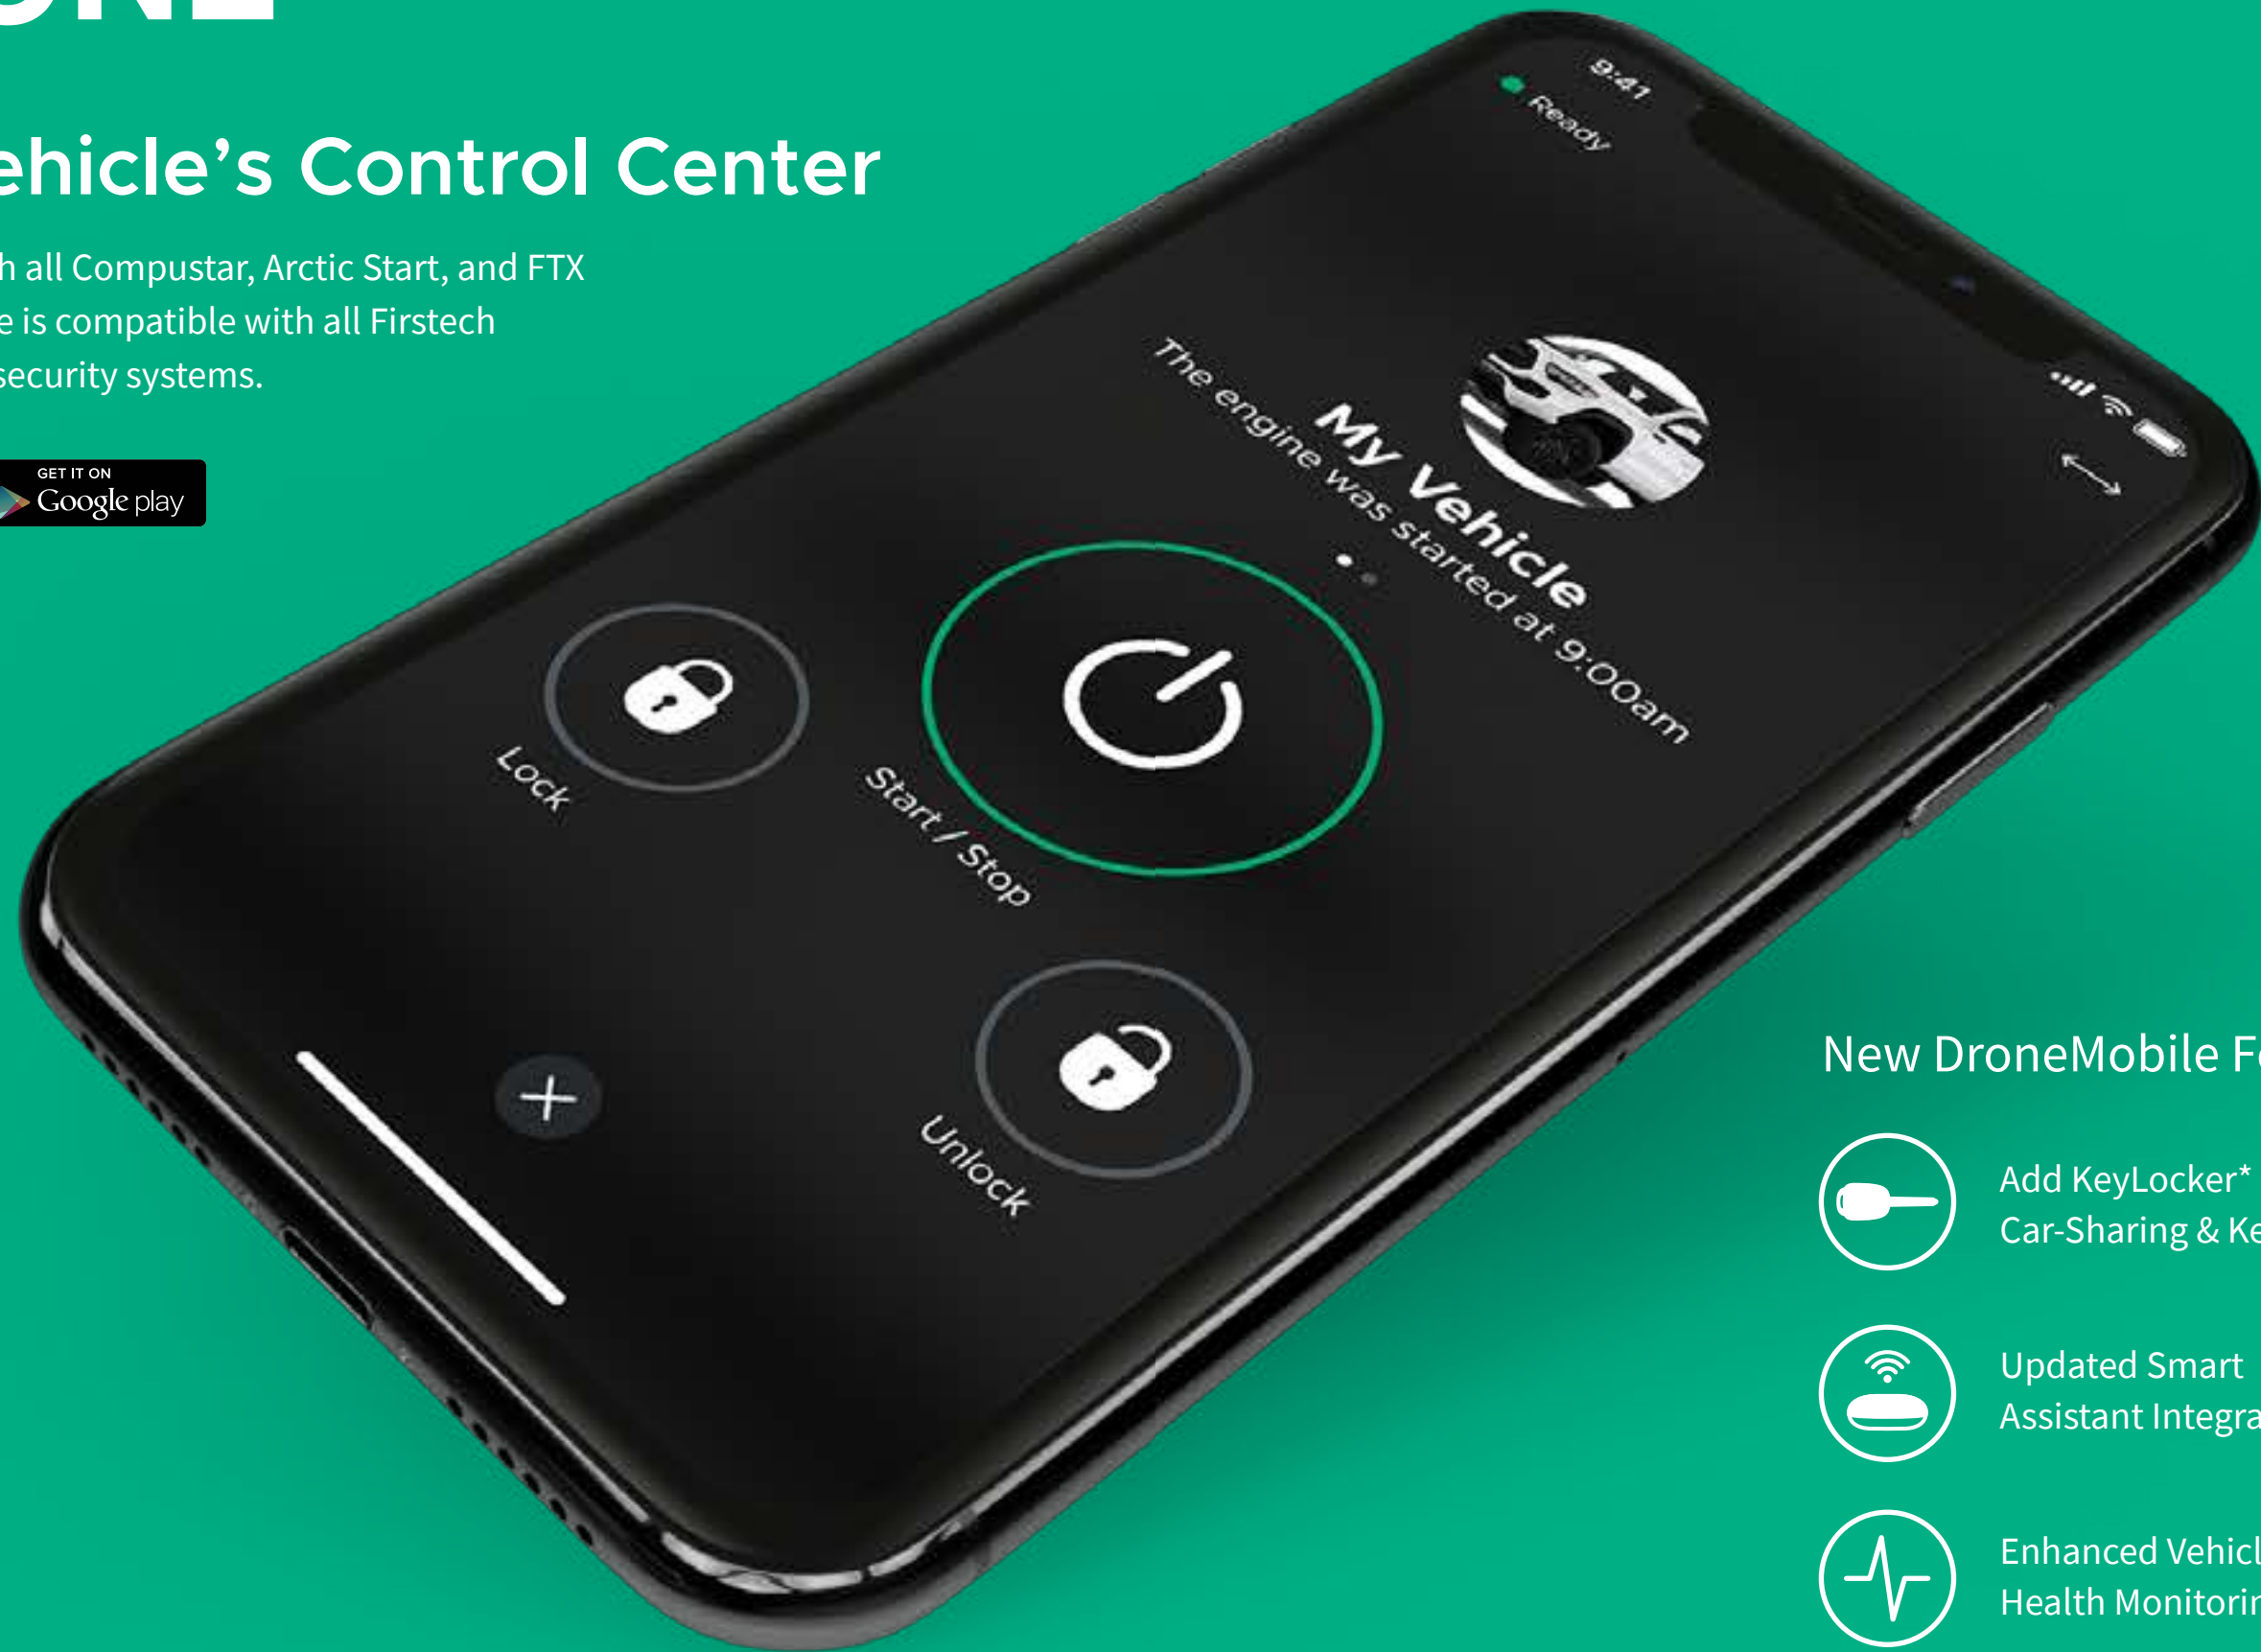 ONE
ehicle’s Control Center
h all Compustar, Arctic Start, and FTX
e is compatible with all Firstech
security systems.
GET IT ON
Google play
9:41
Ready
My Vehicle
The engine was started at 9:00am
Lock
Start / Stop
Unlock
New DroneMobile Fe
Add KeyLocker*
Car-Sharing & Ke
Updated Smart
Assistant Integra
Enhanced Vehicl
Health Monitorin